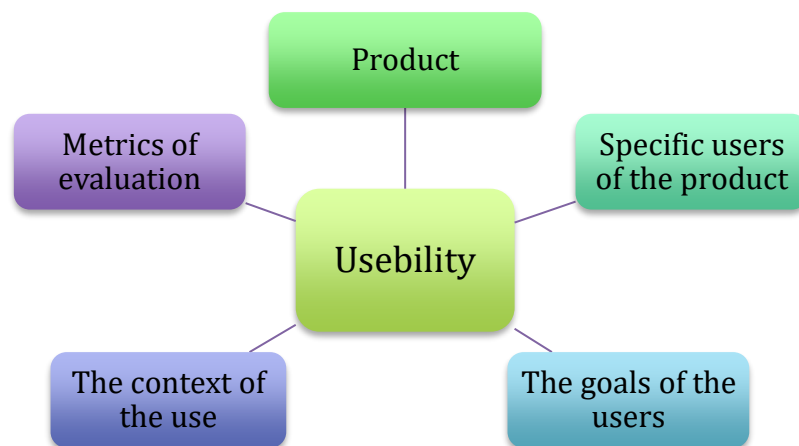 Product
Metrics of
evaluation
Specific users
of the product
Usebility
The context of
the use
The goals of the
users